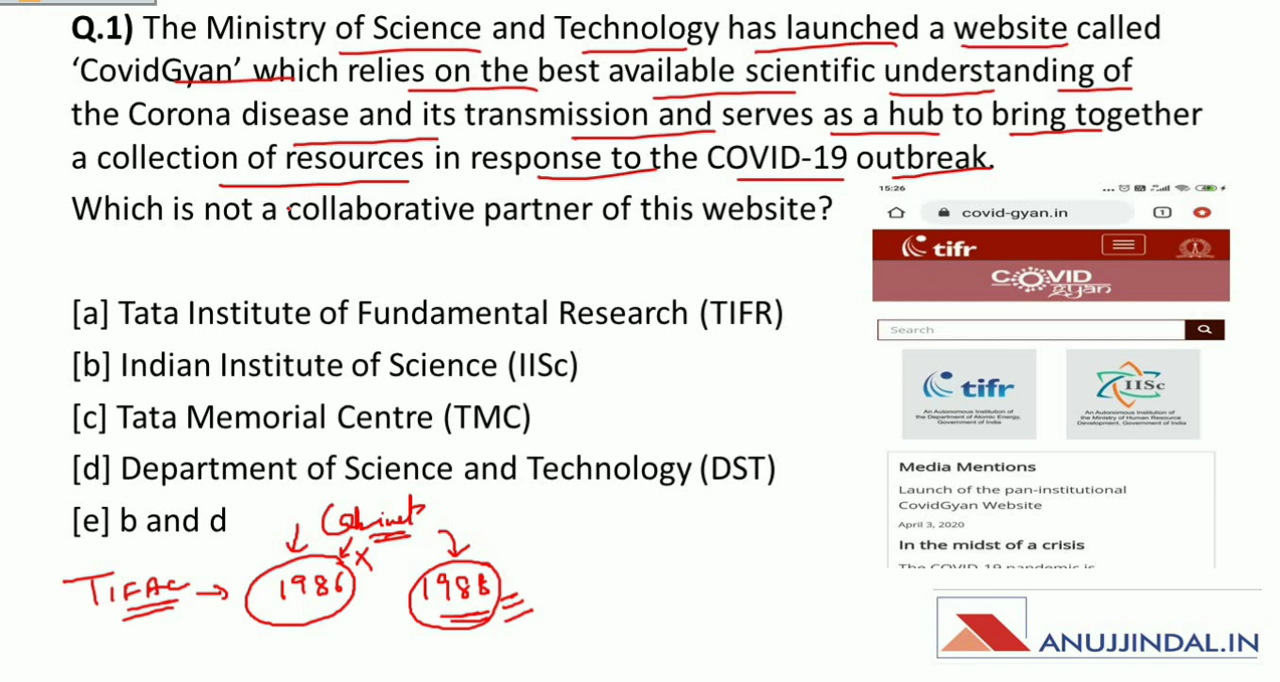 Q.1) The Ministry of Science and Technology has launched a website called
‘CovidGyan’ which relies on the best available scientific understanding of
the Corona disease and its transmission and serves as a hub to bring together
a collection of resources in response to the COVID-19 outbreak.
Which is not a collaborative partner of this website?
[a] Tata Institute of Fundamental Research (TIFR)
[b] Indian Institute of Science (IISc)
[c] Tata Memorial Centre (TMC)
[d] Department of Science and Technology (DST)
[e] b and d
Cabinet
TIFAC → 1986 X 1988
15:26
covid-gyan.in
1
tifr
COVID
gyan
Search
tifr
An Autonomous Institution of
the Department of Atomic Energy,
Government of India
IISc
An Autonomous Institution of
the Ministry of Human Resource
Development, Government of India
Media Mentions
Launch of the pan-institutional
CovidGyan Website
April 3, 2020
In the midst of a crisis
The COVID-19 pandemic is
ANUJJINDAL.IN